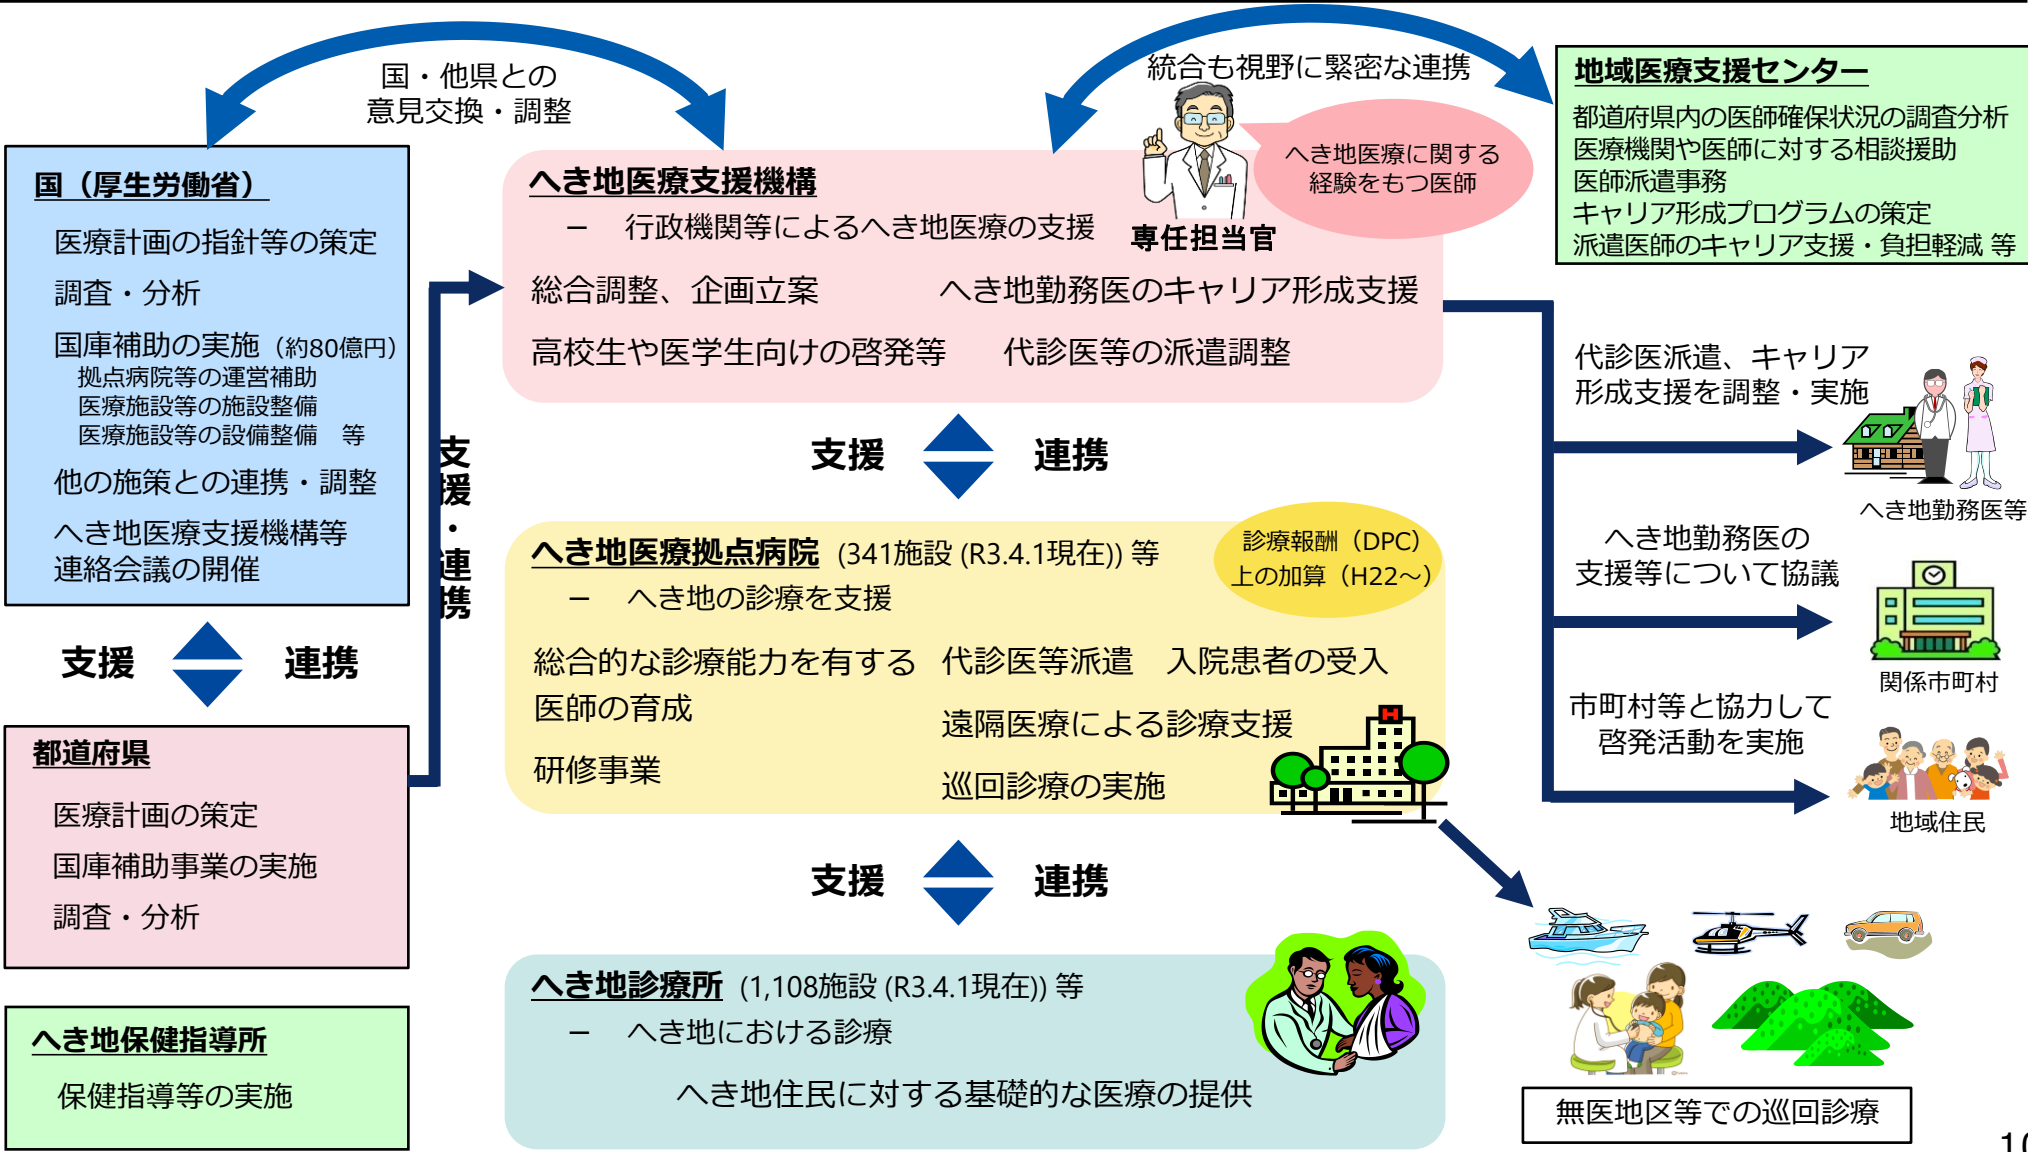 国・他県との
意見交換・調整
統合も視野に緊密な連携
国（厚生労働省）
医療計画の指針等の策定
調査・分析
国庫補助の実施（約80億円）
拠点病院等の運営補助
医療施設等の施設整備
医療施設等の設備整備　等
他の施策との連携・調整
へき地医療支援機構等
連絡会議の開催
支援
連携
都道府県
医療計画の策定
国庫補助事業の実施
調査・分析
へき地保健指導所
保健指導等の実施
支援・連携
へき地医療支援機構
－　行政機関等によるへき地医療の支援
専任担当官
へき地医療に関する
経験をもつ医師
総合調整、企画立案
へき地勤務医のキャリア形成支援
高校生や医学生向けの啓発等
代診医等の派遣調整
支援
連携
へき地医療拠点病院 (341施設 (R3.4.1現在)) 等
－　へき地の診療を支援
診療報酬（DPC）
上の加算（H22～）
総合的な診療能力を有する
医師の育成
研修事業
代診医等派遣　入院患者の受入
遠隔医療による診療支援
巡回診療の実施
H
支援
連携
へき地診療所 (1,108施設 (R3.4.1現在)) 等
－　へき地における診療
へき地住民に対する基礎的な医療の提供
地域医療支援センター
都道府県内の医師確保状況の調査分析
医療機関や医師に対する相談援助
医師派遣事務
キャリア形成プログラムの策定
派遣医師のキャリア支援・負担軽減 等
代診医派遣、キャリア
形成支援を調整・実施
へき地勤務医等
へき地勤務医の
支援等について協議
関係市町村
市町村等と協力して
啓発活動を実施
地域住民
無医地区等での巡回診療